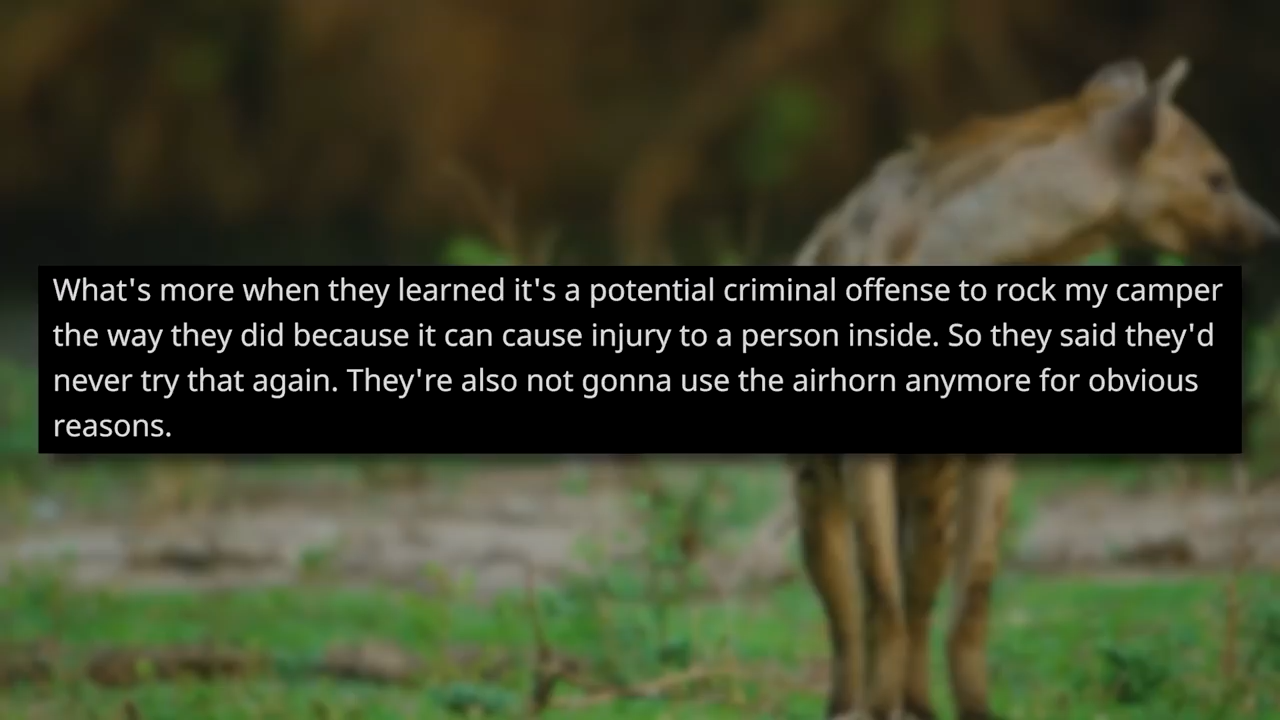 What's more when they learned it's a potential criminal offense to rock my camper
the way they did because it can cause injury to a person inside. So they said they'd
never try that again. They're also not gonna use the airhorn anymore for obvious
reasons.